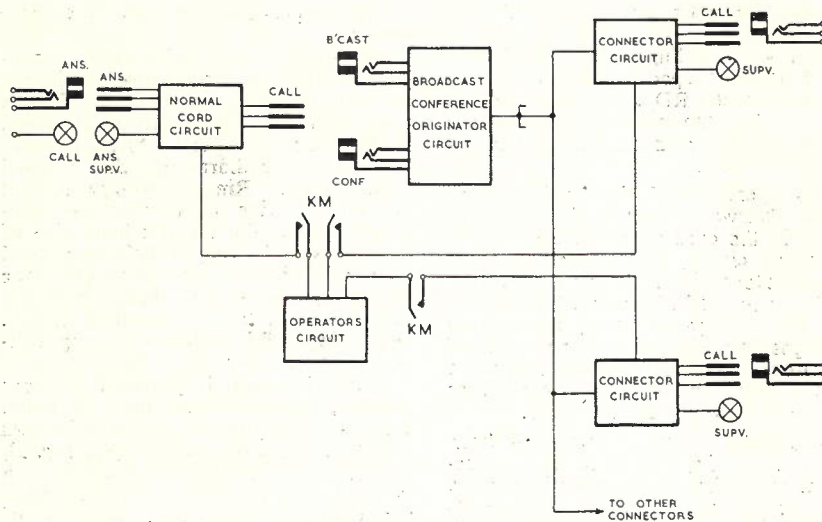 CALL
B'CAST
CONNECTOR
CIRCUIT
SUPV.
ANS.
ANS.
NORMAL
CORD
CIRCUIT
CALL
BROADCAST
CONFERENCE
ORIGINATOR
CIRCUIT
CALL
ANS
SUPV.
CONF
KM
OPERATORS
CIRCUIT
KM
CALL
CONNECTOR
CIRCUIT
SUPV.
TO OTHER
CONNECTORS